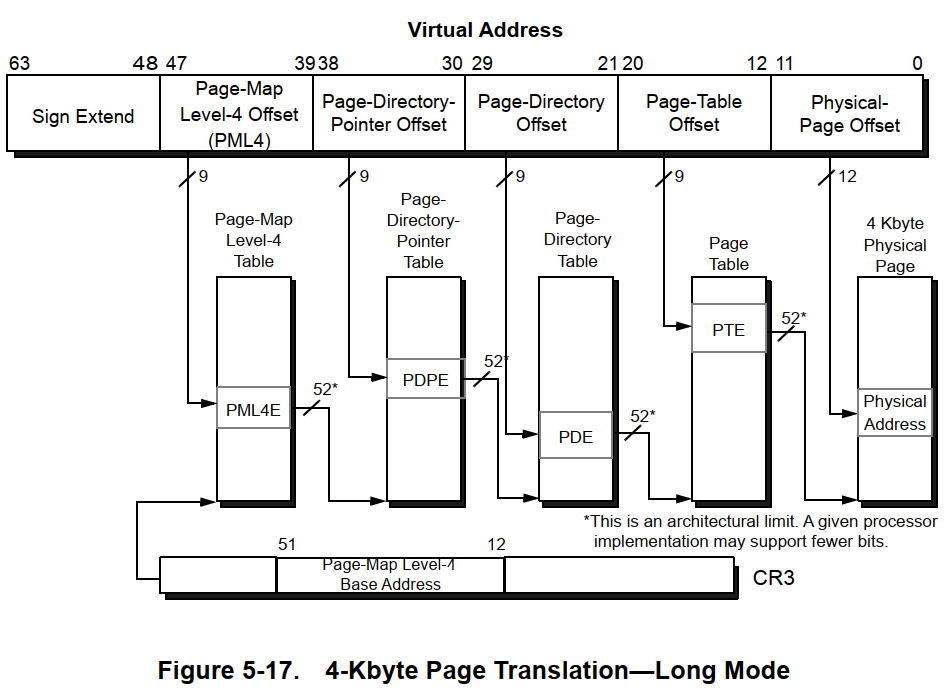 Virtual Address
63 48 47 39 38 30 29 21 20 12 11 0
Sign Extend
Page-Map
Level-4 Offset
(PML4)
Page-Directory-
Pointer Offset
Page-Directory
Offset
Page-Table
Offset
Physical-
Page Offset
9 9 9 9 12
Page-Map
Level-4
Table
Page-
Directory-
Pointer
Table
Page-
Directory
Table
Page
Table
4 Kbyte
Physical
Page
PML4E
52*
PDPE
52*
PDE
52*
PTE
52*
Physical
Address
*This is an architectural limit. A given processor
implementation may support fewer bits.
51 12
Page-Map Level-4
Base Address
CR3
Figure 5-17. 4-Kbyte Page Translation—Long Mode